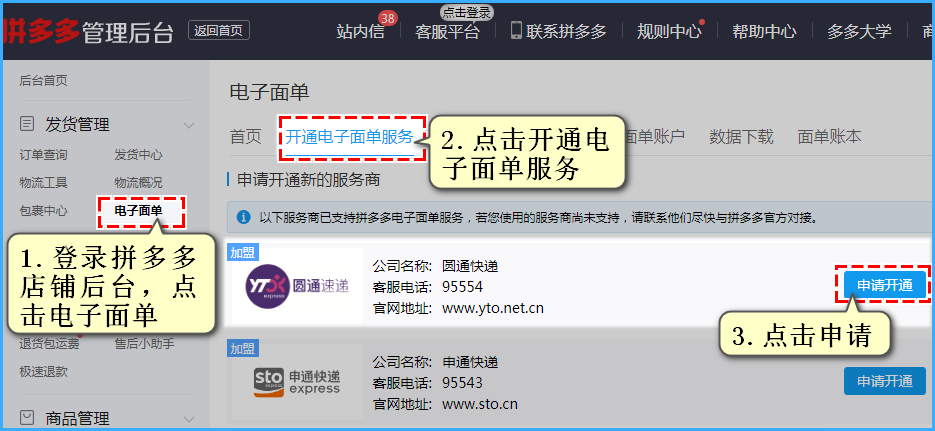 点击登录
拼多多管理后台 返回首页 站内信 38 客服平台 联系拼多多 规则中心 帮助中心 多多大学 商
后台首页
电子面单
发货管理
首页 开通电子面单服务 面单账户 数据下载 面单账本
2.点击开通电
子面单服务
订单查询 发货中心
物流工具 物流概况
包裹中心 电子面单
申请开通新的服务商
以下服务商已支持拼多多电子面单服务，若您使用的服务商尚未支持，请联系他们尽快与拼多多官方对接。
1.登录拼多多
店铺后台，点
击电子面单
加盟
YTO express 圆通速递
公司名称: 圆通快递
客服电话: 95554
官网地址: www.yto.net.cn
申请开通
3.点击申请
退货包运费 售后小助手
极速退款
商品管理
加盟
sto express 申通快递 express
公司名称: 申通快递
客服电话: 95543
官网地址: www.sto.cn
申请开通